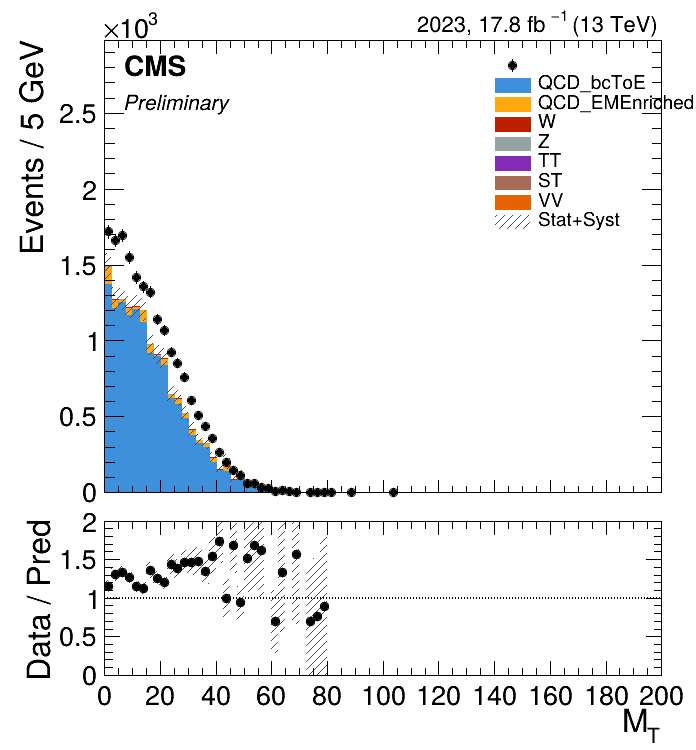 ×10³
2023, 17.8 fb⁻¹ (13 TeV)
CMS
Preliminary
QCD_bcToE
QCD_EMEnriched
W
Z
TT
ST
VV
Stat+Syst
Events / 5 GeV
2.5
2
1.5
1
0.5
0
Data / Pred
2
1.5
1
0.5
0
0 20 40 60 80 100 120 140 160 180 200
M_T